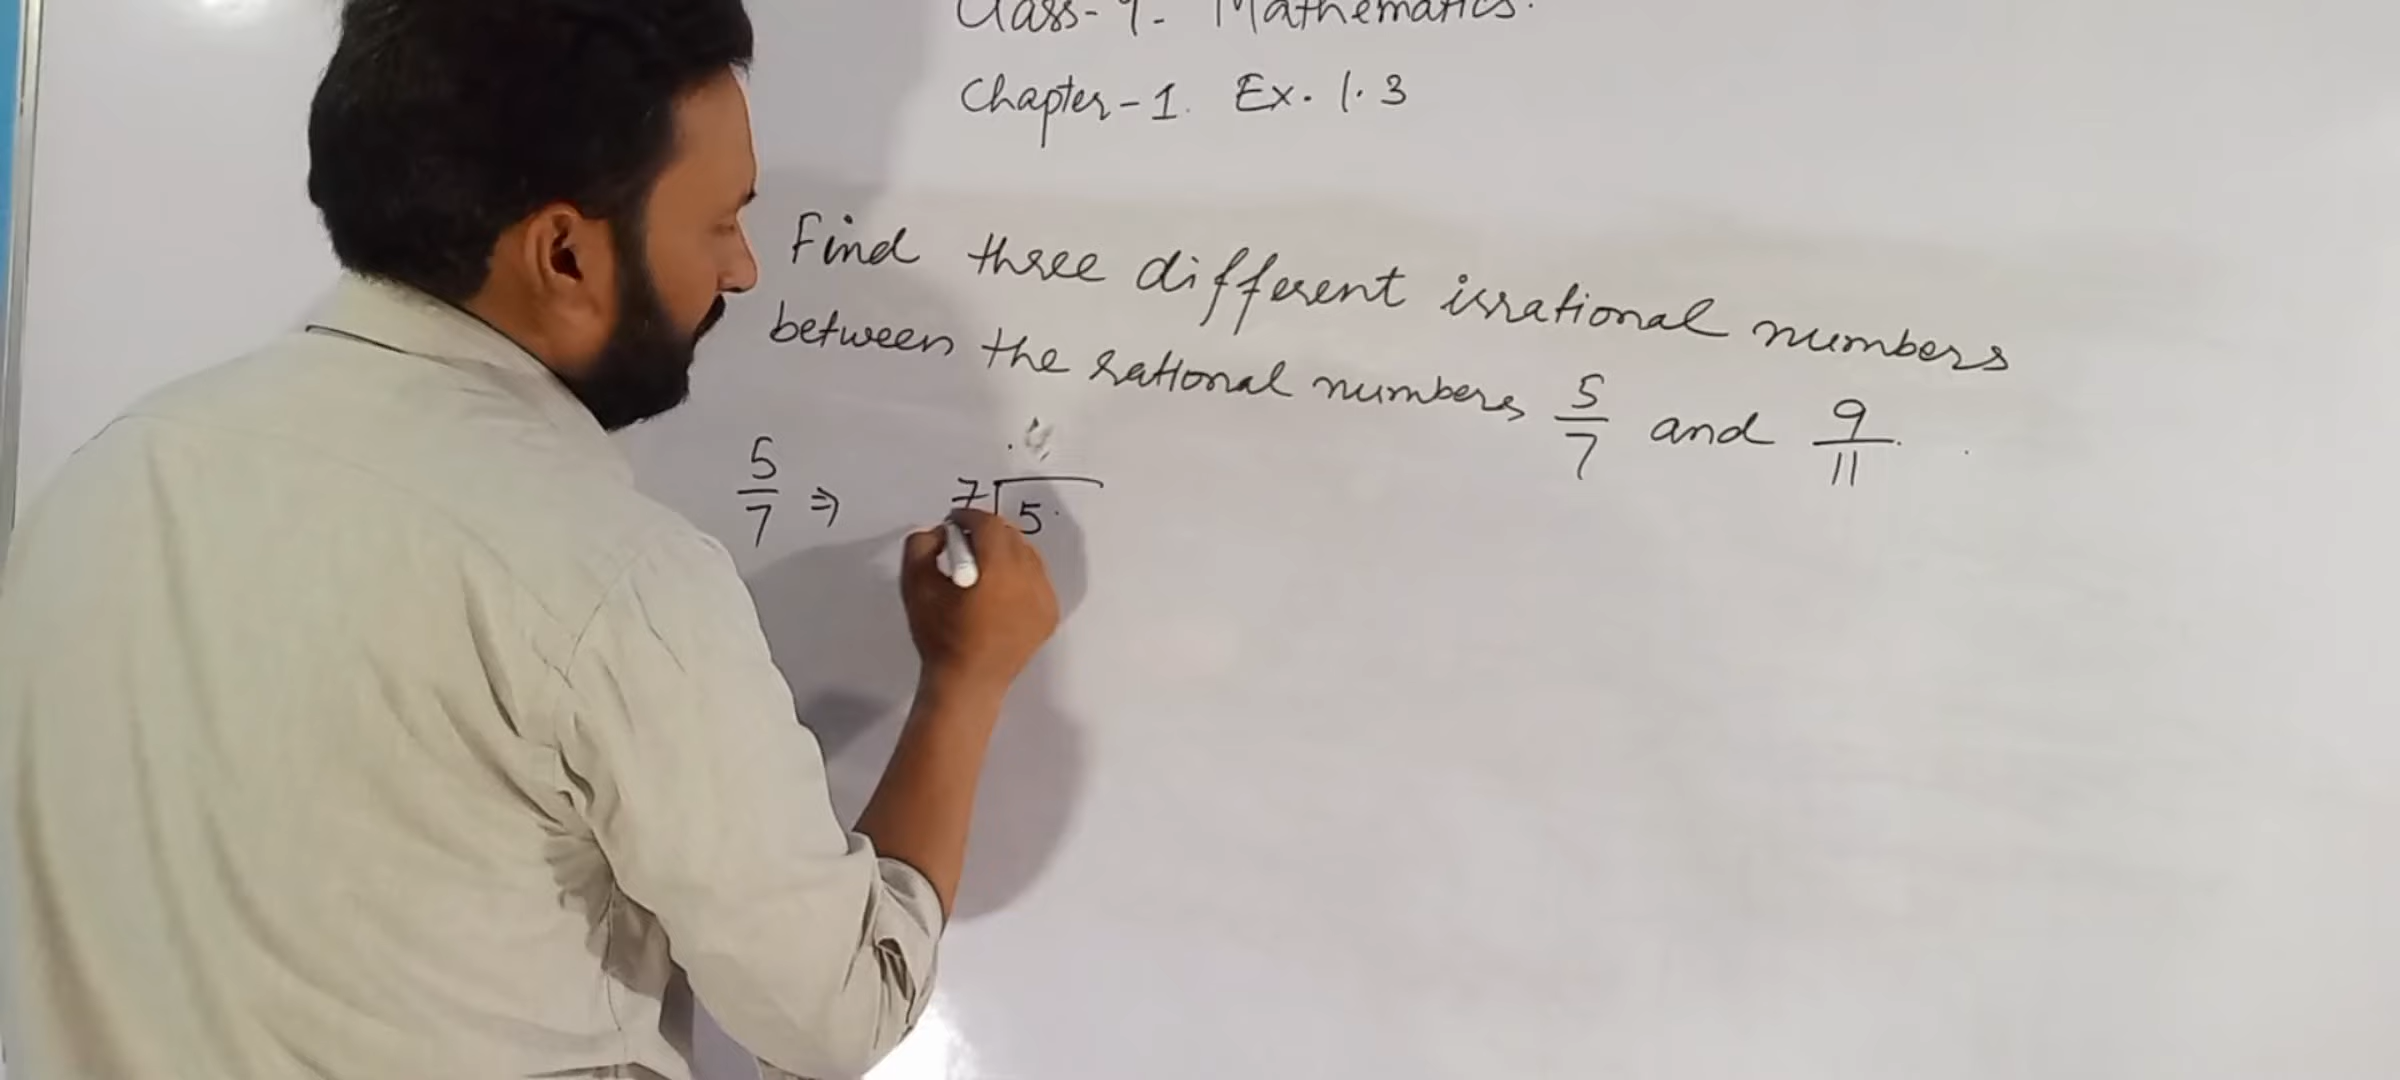 Class-9- Mathematics.
Chapter-1. Ex. 1.3
Find three different irrational numbers
between the rational numbers 5/7 and 9/11.
5/7 ⇒ 7 5.